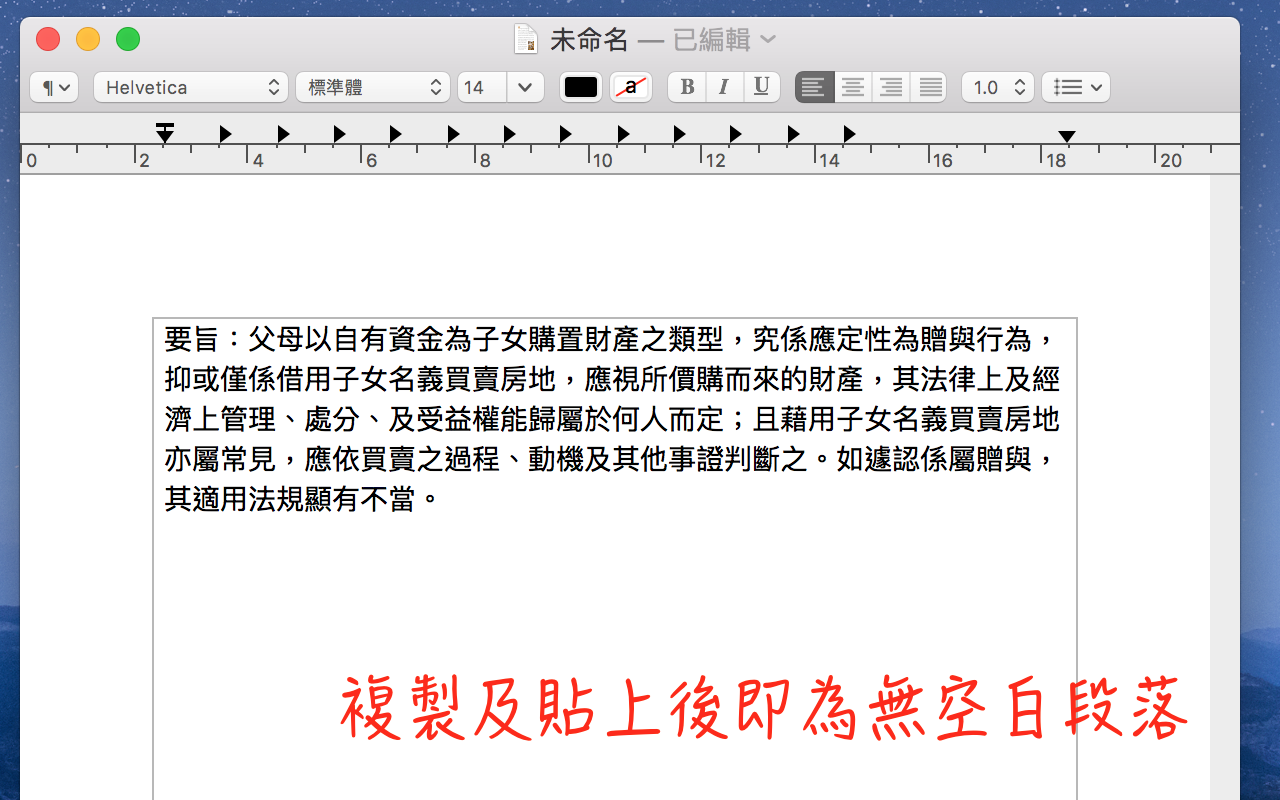 未命名 — 已編輯
¶ Helvetica 標準體 14 a B I U 1.0
0 2 4 6 8 10 12 14 16 18 20
要旨：父母以自有資金為子女購置財產之類型，究係應定性為贈與行為，
抑或僅係借用子女名義買賣房地，應視所價購而來的財產，其法律上及經
濟上管理、處分、及受益權能歸屬於何人而定；且藉用子女名義買賣房地
亦屬常見，應依買賣之過程、動機及其他事證判斷之。如遽認係屬贈與，
其適用法規顯有不當。
複製及貼上後即為無空白段落